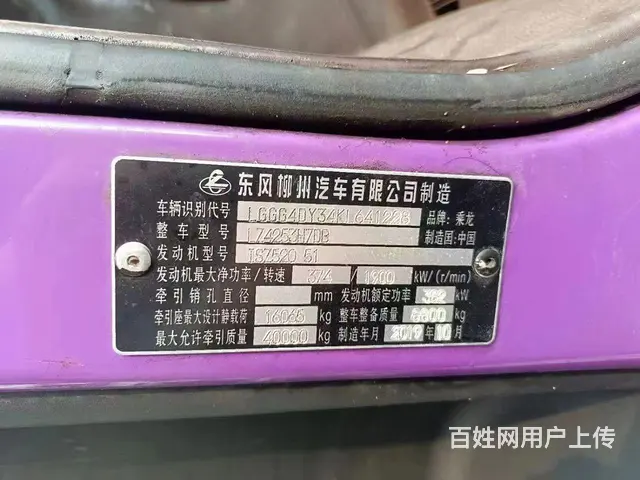 东风柳州汽车有限公司制造
车辆识别代号 LGGG4DY34KL641228 品牌:乘龙
整车型号 LZ4253H7DB 制造国:中国
发动机型号 ISZ520 51
发动机最大净功率/转速 374 / 1900 kW/(r/min)
牵引销孔直径 mm 发动机额定功率 kW
牵引座最大设计静载荷 16065 kg 整车整备质量 8800 kg
最大允许牵引质量 40000 kg 制造年月 2019年10月
百姓网用户上传